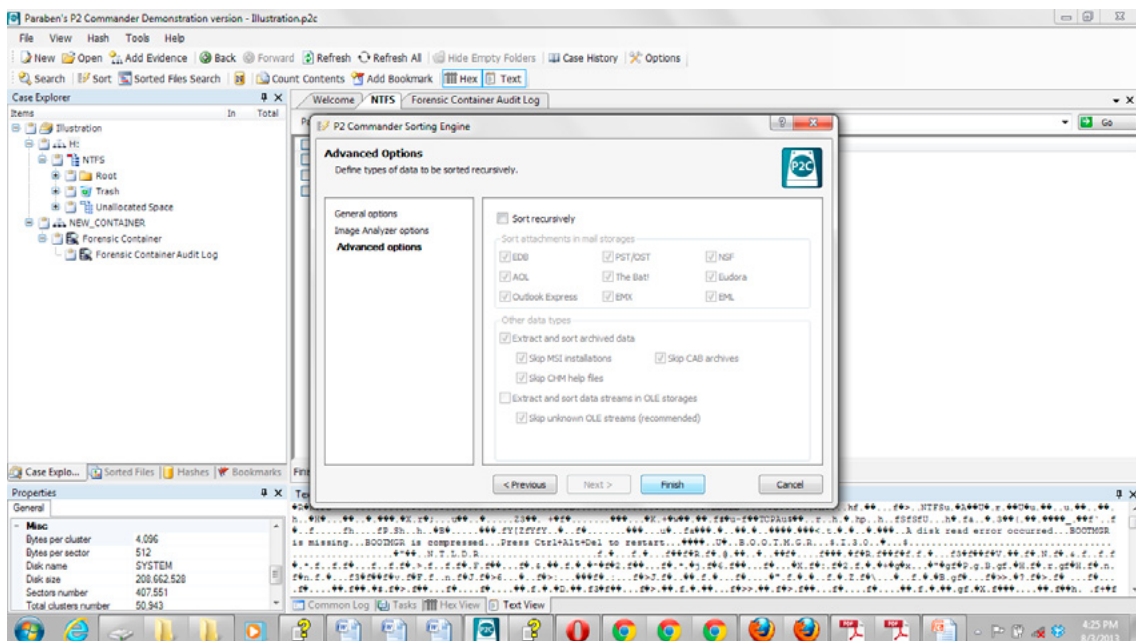 Paraben's P2 Commander Demonstration version - Illustration.p2c
File View Hash Tools Help
New Open Add Evidence Back Forward Refresh Refresh All Hide Empty Folders Case History Options
Search Sort Sorted Files Search Count Contents Add Bookmark Hex Text
Case Explorer
Items In Total
Illustration
H:
NTFS
Root
Trash
Unallocated Space
NEW_CONTAINER
Forensic Container
Forensic Container Audit Log
Welcome NTFS Forensic Container Audit Log
Go
P2 Commander Sorting Engine
Advanced Options
Define types of data to be sorted recursively.
P2C
General options
Image Analyzer options
Advanced options
Sort recursively
Sort attachments in mail storages
EDB PST/OST NSF
AOL The Bat! Eudora
Outlook Express EMX EML
Other data types
Extract and sort archived data
Skip MSI installations Skip CAB archives
Skip CHM help files
Extract and sort data streams in OLE storages
Skip unknown OLE streams (recommended)
< Previous Next > Finish Cancel
Case Explo... Sorted Files Hashes Bookmarks
Properties
General
Misc
Bytes per cluster 4,096
Bytes per sector 512
Disk name SYSTEM
Disk size 208,662,528
Sectors number 407,551
Total clusters number 50,943
A disk read error occurred...BOOTMGR
is missing...BOOTMGR is compressed...Press Ctrl+Alt+Del to restart...
Common Log Tasks Hex View Text View
4:25 PM
8/3/2013